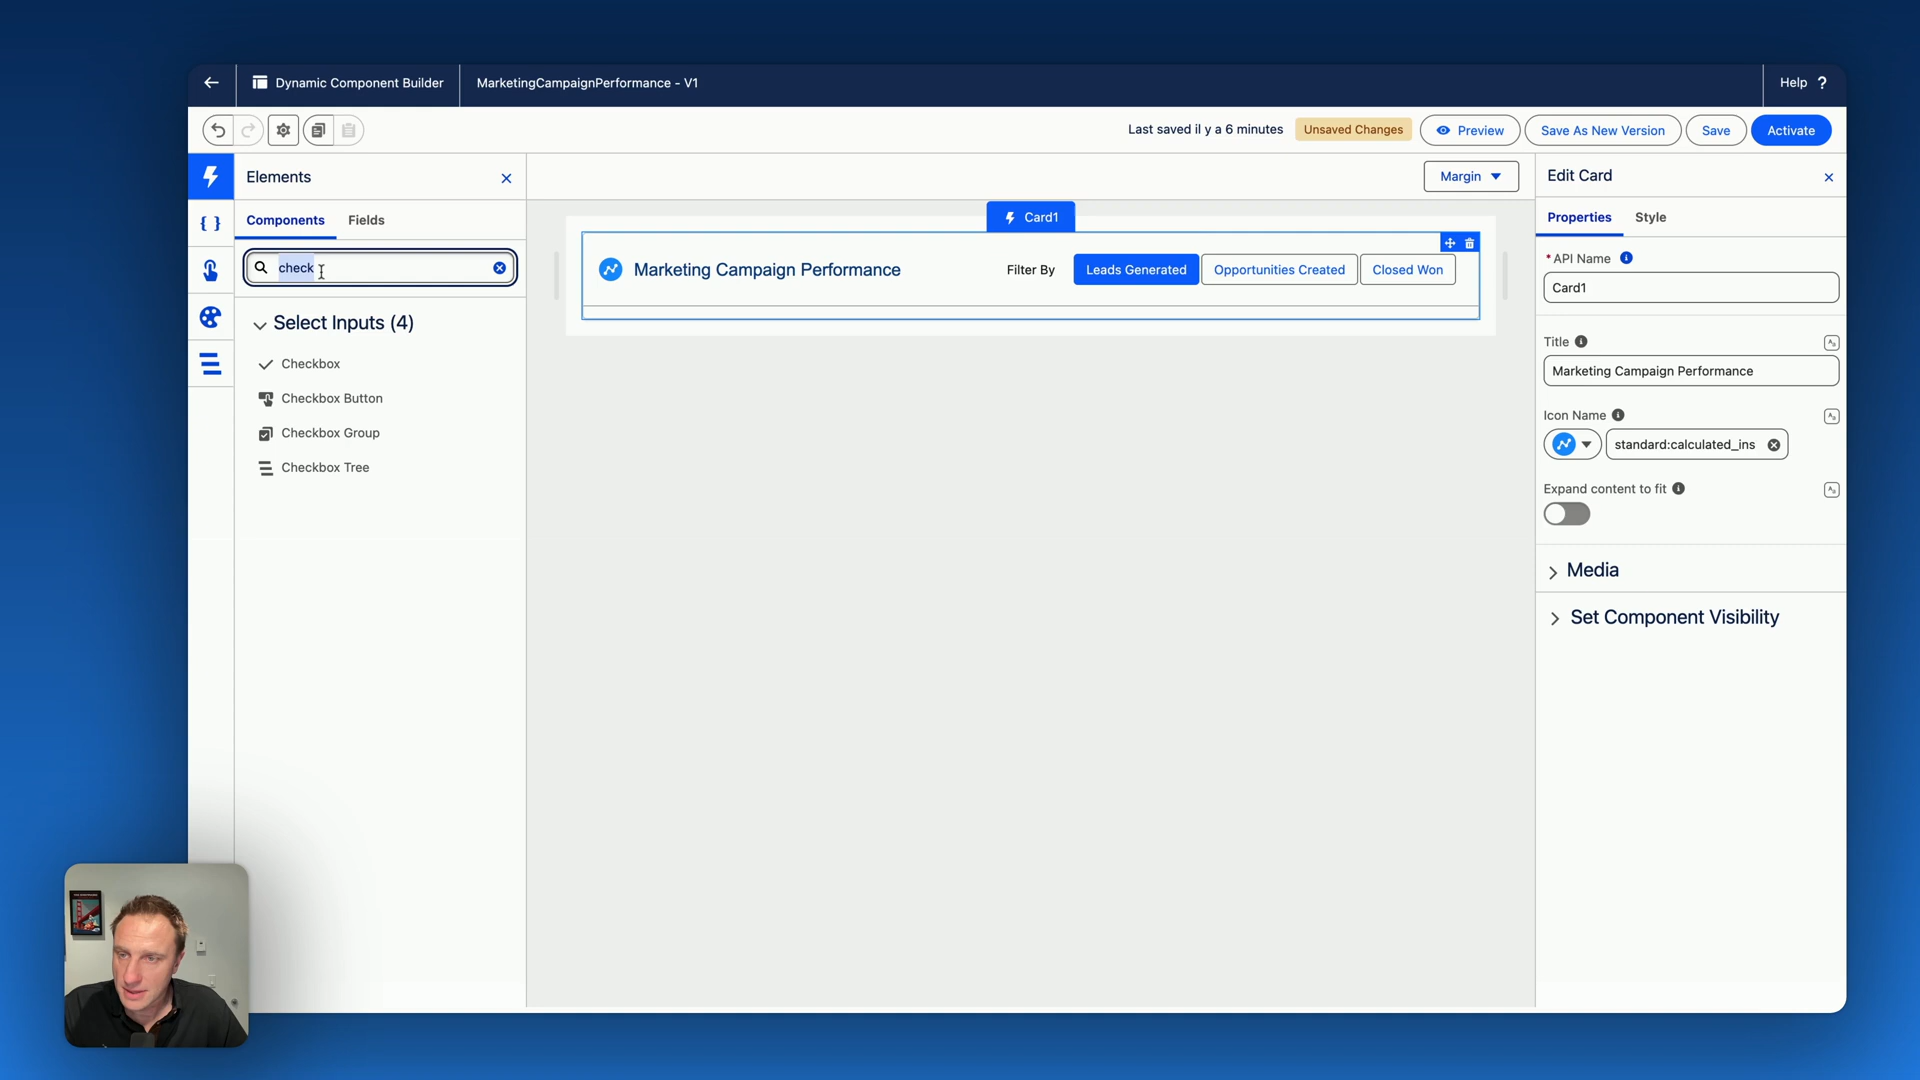 Dynamic Component Builder
MarketingCampaignPerformance - V1
Help ?
Last saved il y a 6 minutes
Unsaved Changes
Preview
Save As New Version
Save
Activate
Elements
Components
Fields
check
Select Inputs (4)
Checkbox
Checkbox Button
Checkbox Group
Checkbox Tree
Margin
Card1
Marketing Campaign Performance
Filter By
Leads Generated
Opportunities Created
Closed Won
Edit Card
Properties
Style
* API Name
Card1
Title
Marketing Campaign Performance
Icon Name
standard:calculated_ins
Expand content to fit
Media
Set Component Visibility